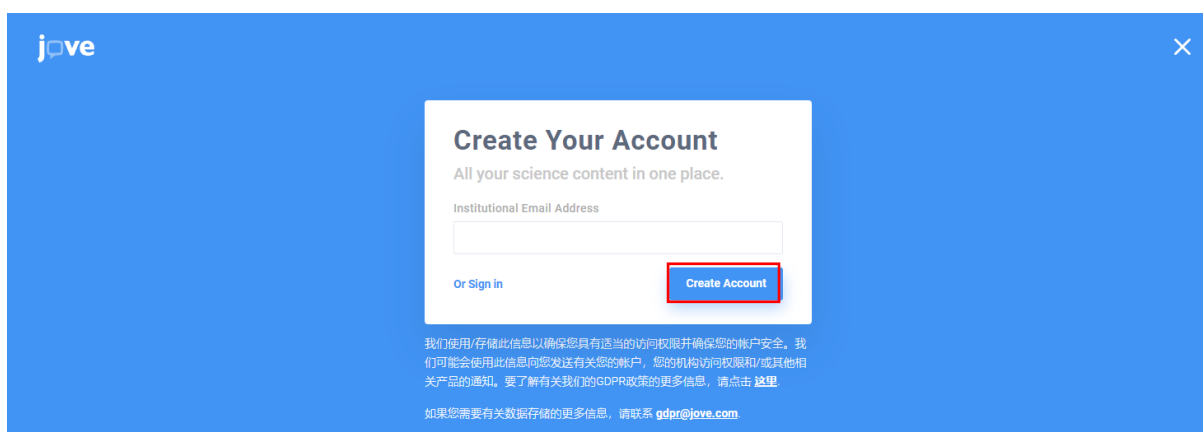 jove
Create Your Account
All your science content in one place.
Institutional Email Address
Or Sign in
Create Account
我们使用/存储此信息以确保您具有适当的访问权限并确保您的帐户安全。我
们可能会使用此信息向您发送有关您的帐户，您的机构访问权限和/或其他相
关产品的通知。要了解有关我们的GDPR政策的更多信息，请点击 这里.
如果您需要有关数据存储的更多信息，请联系 gdpr@jove.com.